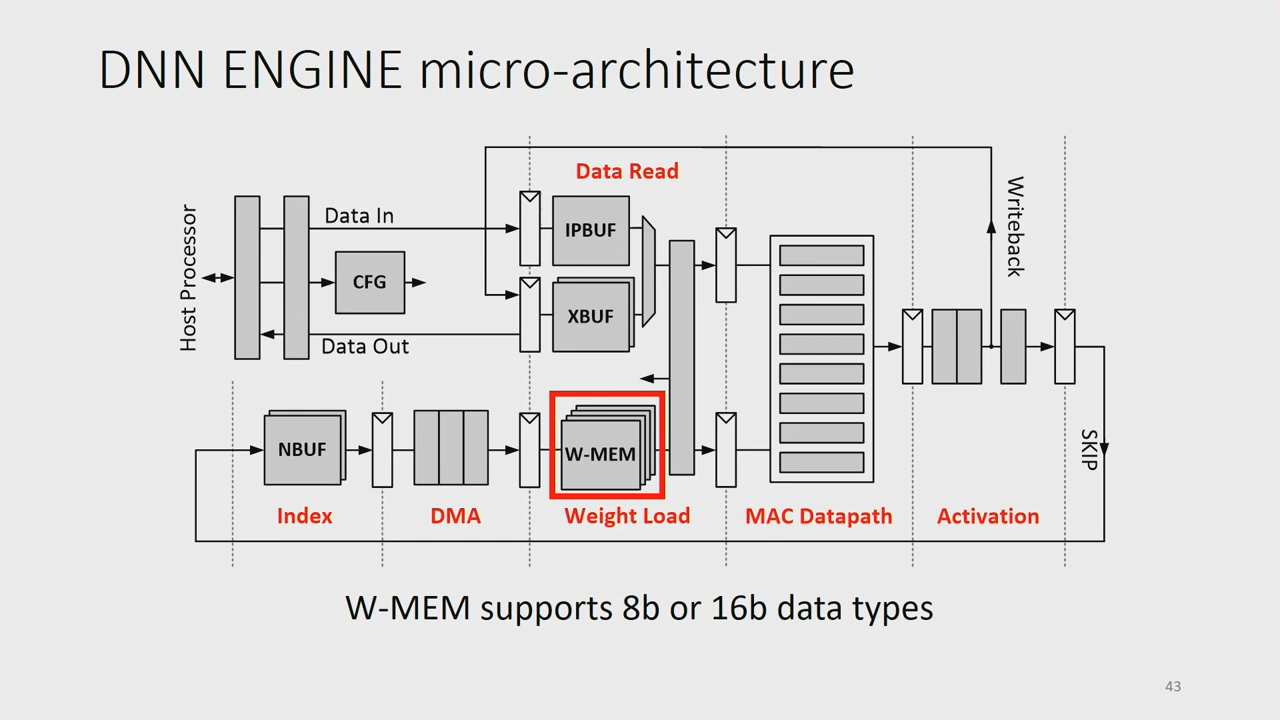 DNN ENGINE micro-architecture
Data Read
Host Processor
Data In
CFG
Data Out
IPBUF
XBUF
Writeback
NBUF
W-MEM
SKIP
Index
DMA
Weight Load
MAC Datapath
Activation
W-MEM supports 8b or 16b data types
43